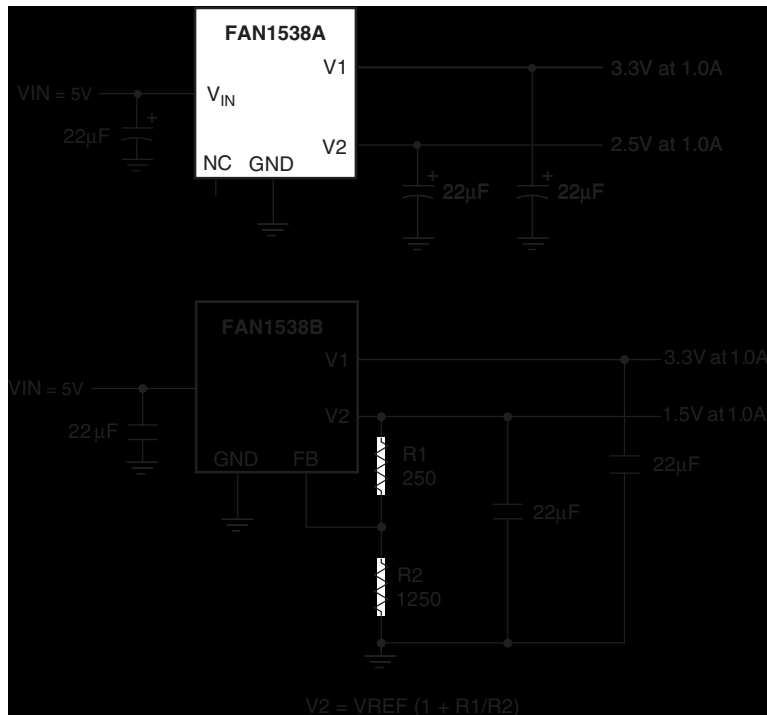 FAN1538A
V1
3.3V at 1.0A
VIN = 5V
VIN
+
22µF
V2
2.5V at 1.0A
NC GND
+
22µF
+
22µF
FAN1538B
V1
3.3V at 1.0A
VIN = 5V
V2
1.5V at 1.0A
22µF
GND FB
R1
250
22µF
22µF
R2
1250
V2 = VREF (1 + R1/R2)